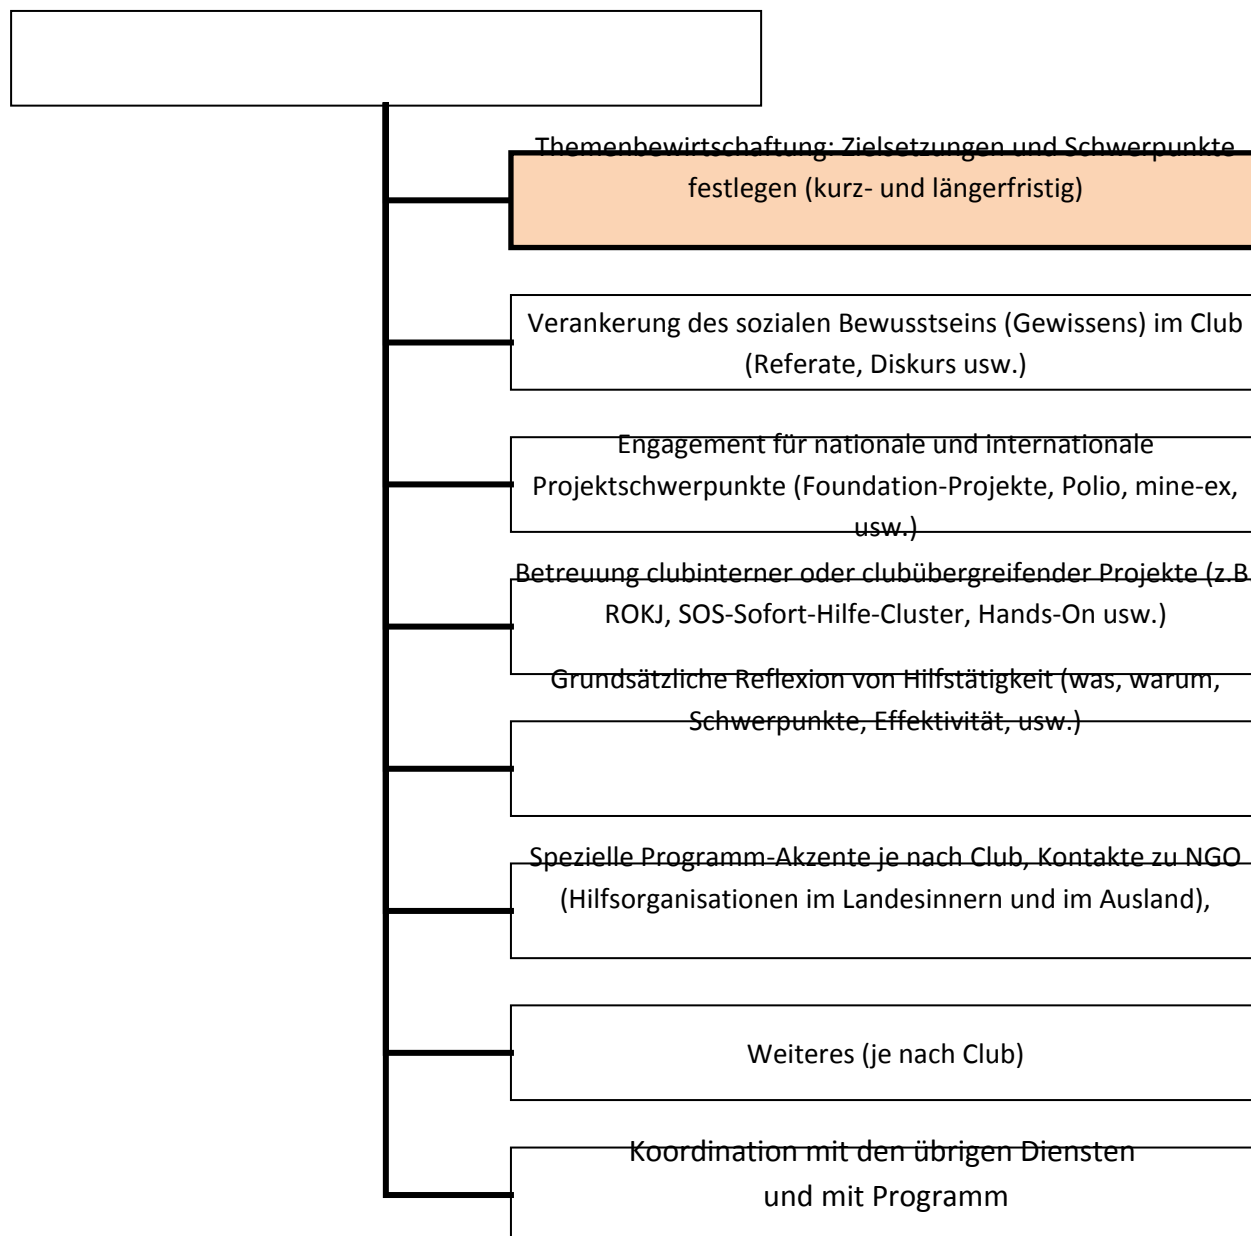 Themenbewirtschaftung: Zielsetzungen und Schwerpunkte
festlegen (kurz- und längerfristig)
Verankerung des sozialen Bewusstseins (Gewissens) im Club
(Referate, Diskurs usw.)
Engagement für nationale und internationale
Projektschwerpunkte (Foundation-Projekte, Polio, mine-ex,
usw.)
Betreuung clubinterner oder clubübergreifender Projekte (z.B
ROKJ, SOS-Sofort-Hilfe-Cluster, Hands-On usw.)
Grundsätzliche Reflexion von Hilfstätigkeit (was, warum,
Schwerpunkte, Effektivität, usw.)
Spezielle Programm-Akzente je nach Club, Kontakte zu NGO
(Hilfsorganisationen im Landesinnern und im Ausland),
Weiteres (je nach Club)
Koordination mit den übrigen Diensten
und mit Programm